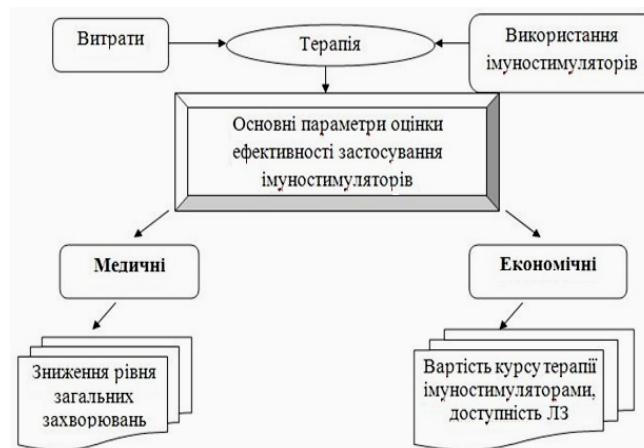 Витрати
Терапія
Використання
імуностимуляторів
Основні параметри оцінки
ефективності застосування
імуностимуляторів
Медичні
Економічні
Зниження рівня
загальних
захворювань
Вартість курсу терапії
імуностимуляторами,
доступність ЛЗ